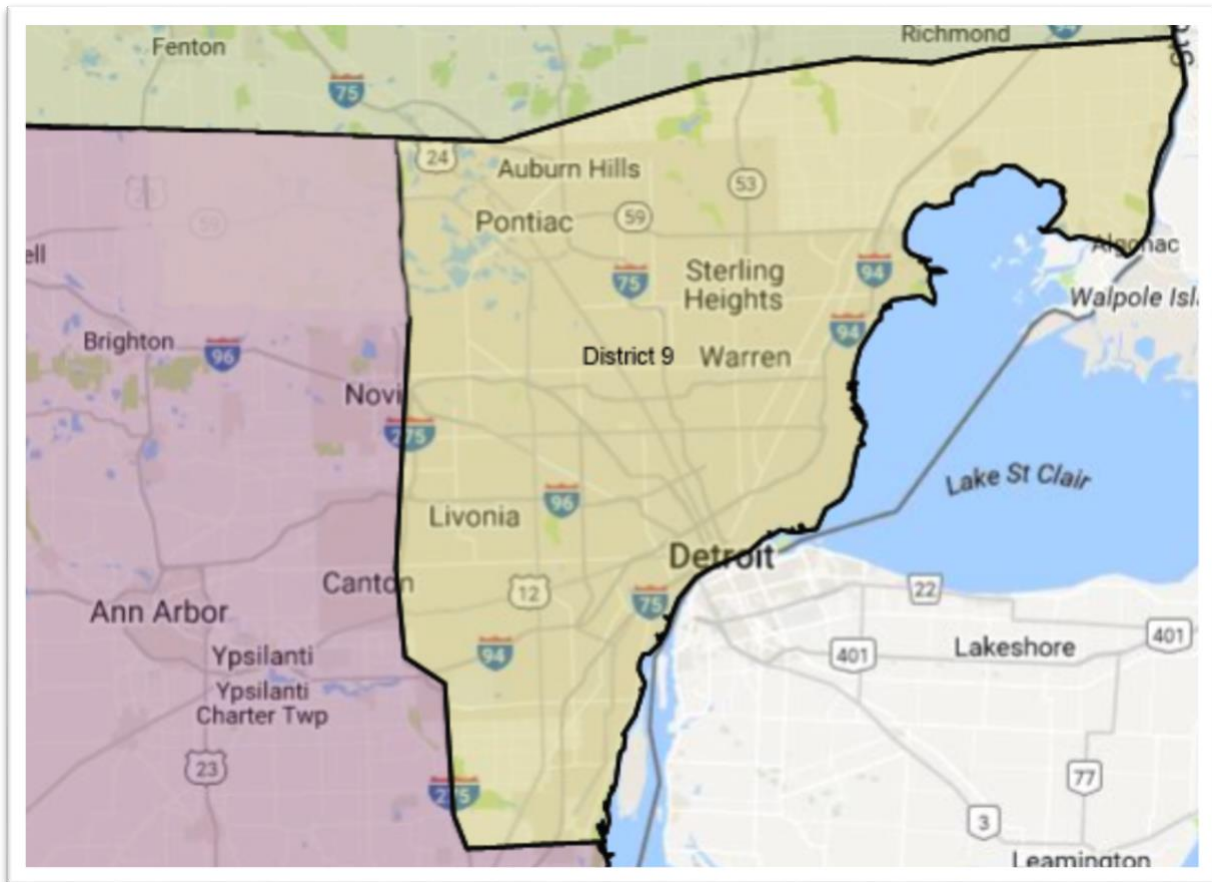 Fenton
Richmond
75
24
Auburn Hills
53
59
Pontiac
59
ell
75
Sterling
Heights
94
Algonac
Walpole Isl
Brighton
96
District 9
Warren
94
Novi
275
Lake St Clair
96
Livonia
Detroit
Canton
12
75
22
Ann Arbor
401
Lakeshore
401
94
Ypsilanti
Ypsilanti
Charter Twp
23
275
77
3
Leamington